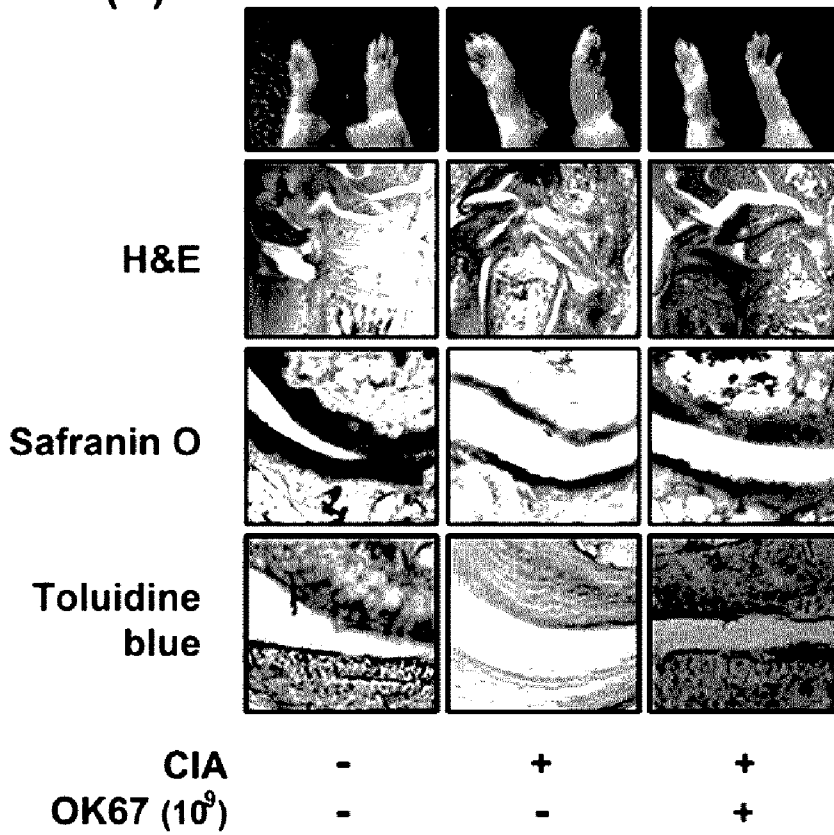 H&E
Safranin O
Toluidine
blue
CIA - + +
OK67 (10⁹) - - +